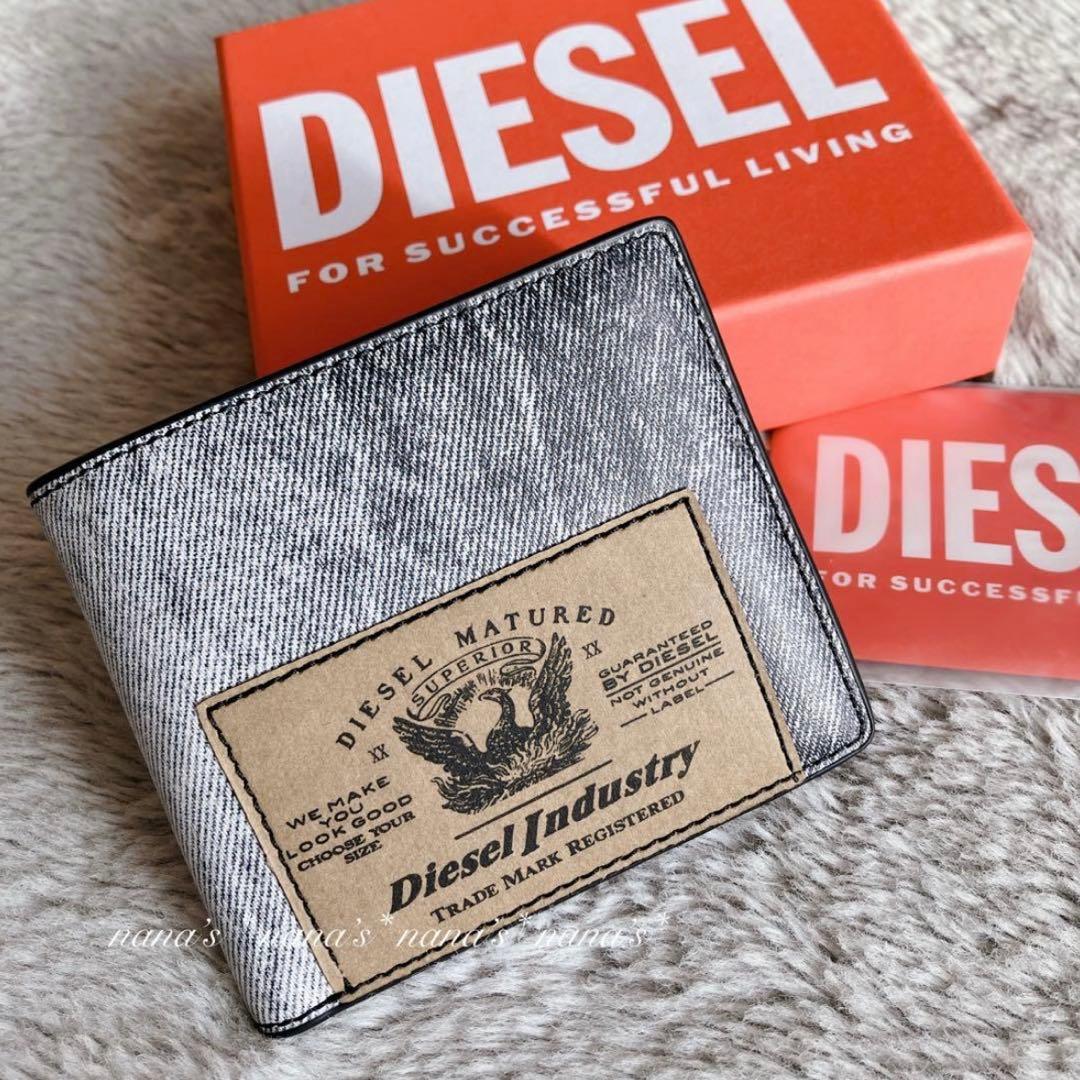 DIESEL
FOR SUCCESSFUL LIVING
DIES
FOR SUCCESSF
DIESEL MATURED
SUPERIOR
XX
XX
GUARANTEED
BY DIESEL
NOT GENUINE
WITHOUT
LABEL
WE MAKE
YOU
LOOK GOOD
CHOOSE YOUR
SIZE
Diesel Industry
TRADE MARK REGISTERED
nana's *nana's*nana's*nana's*